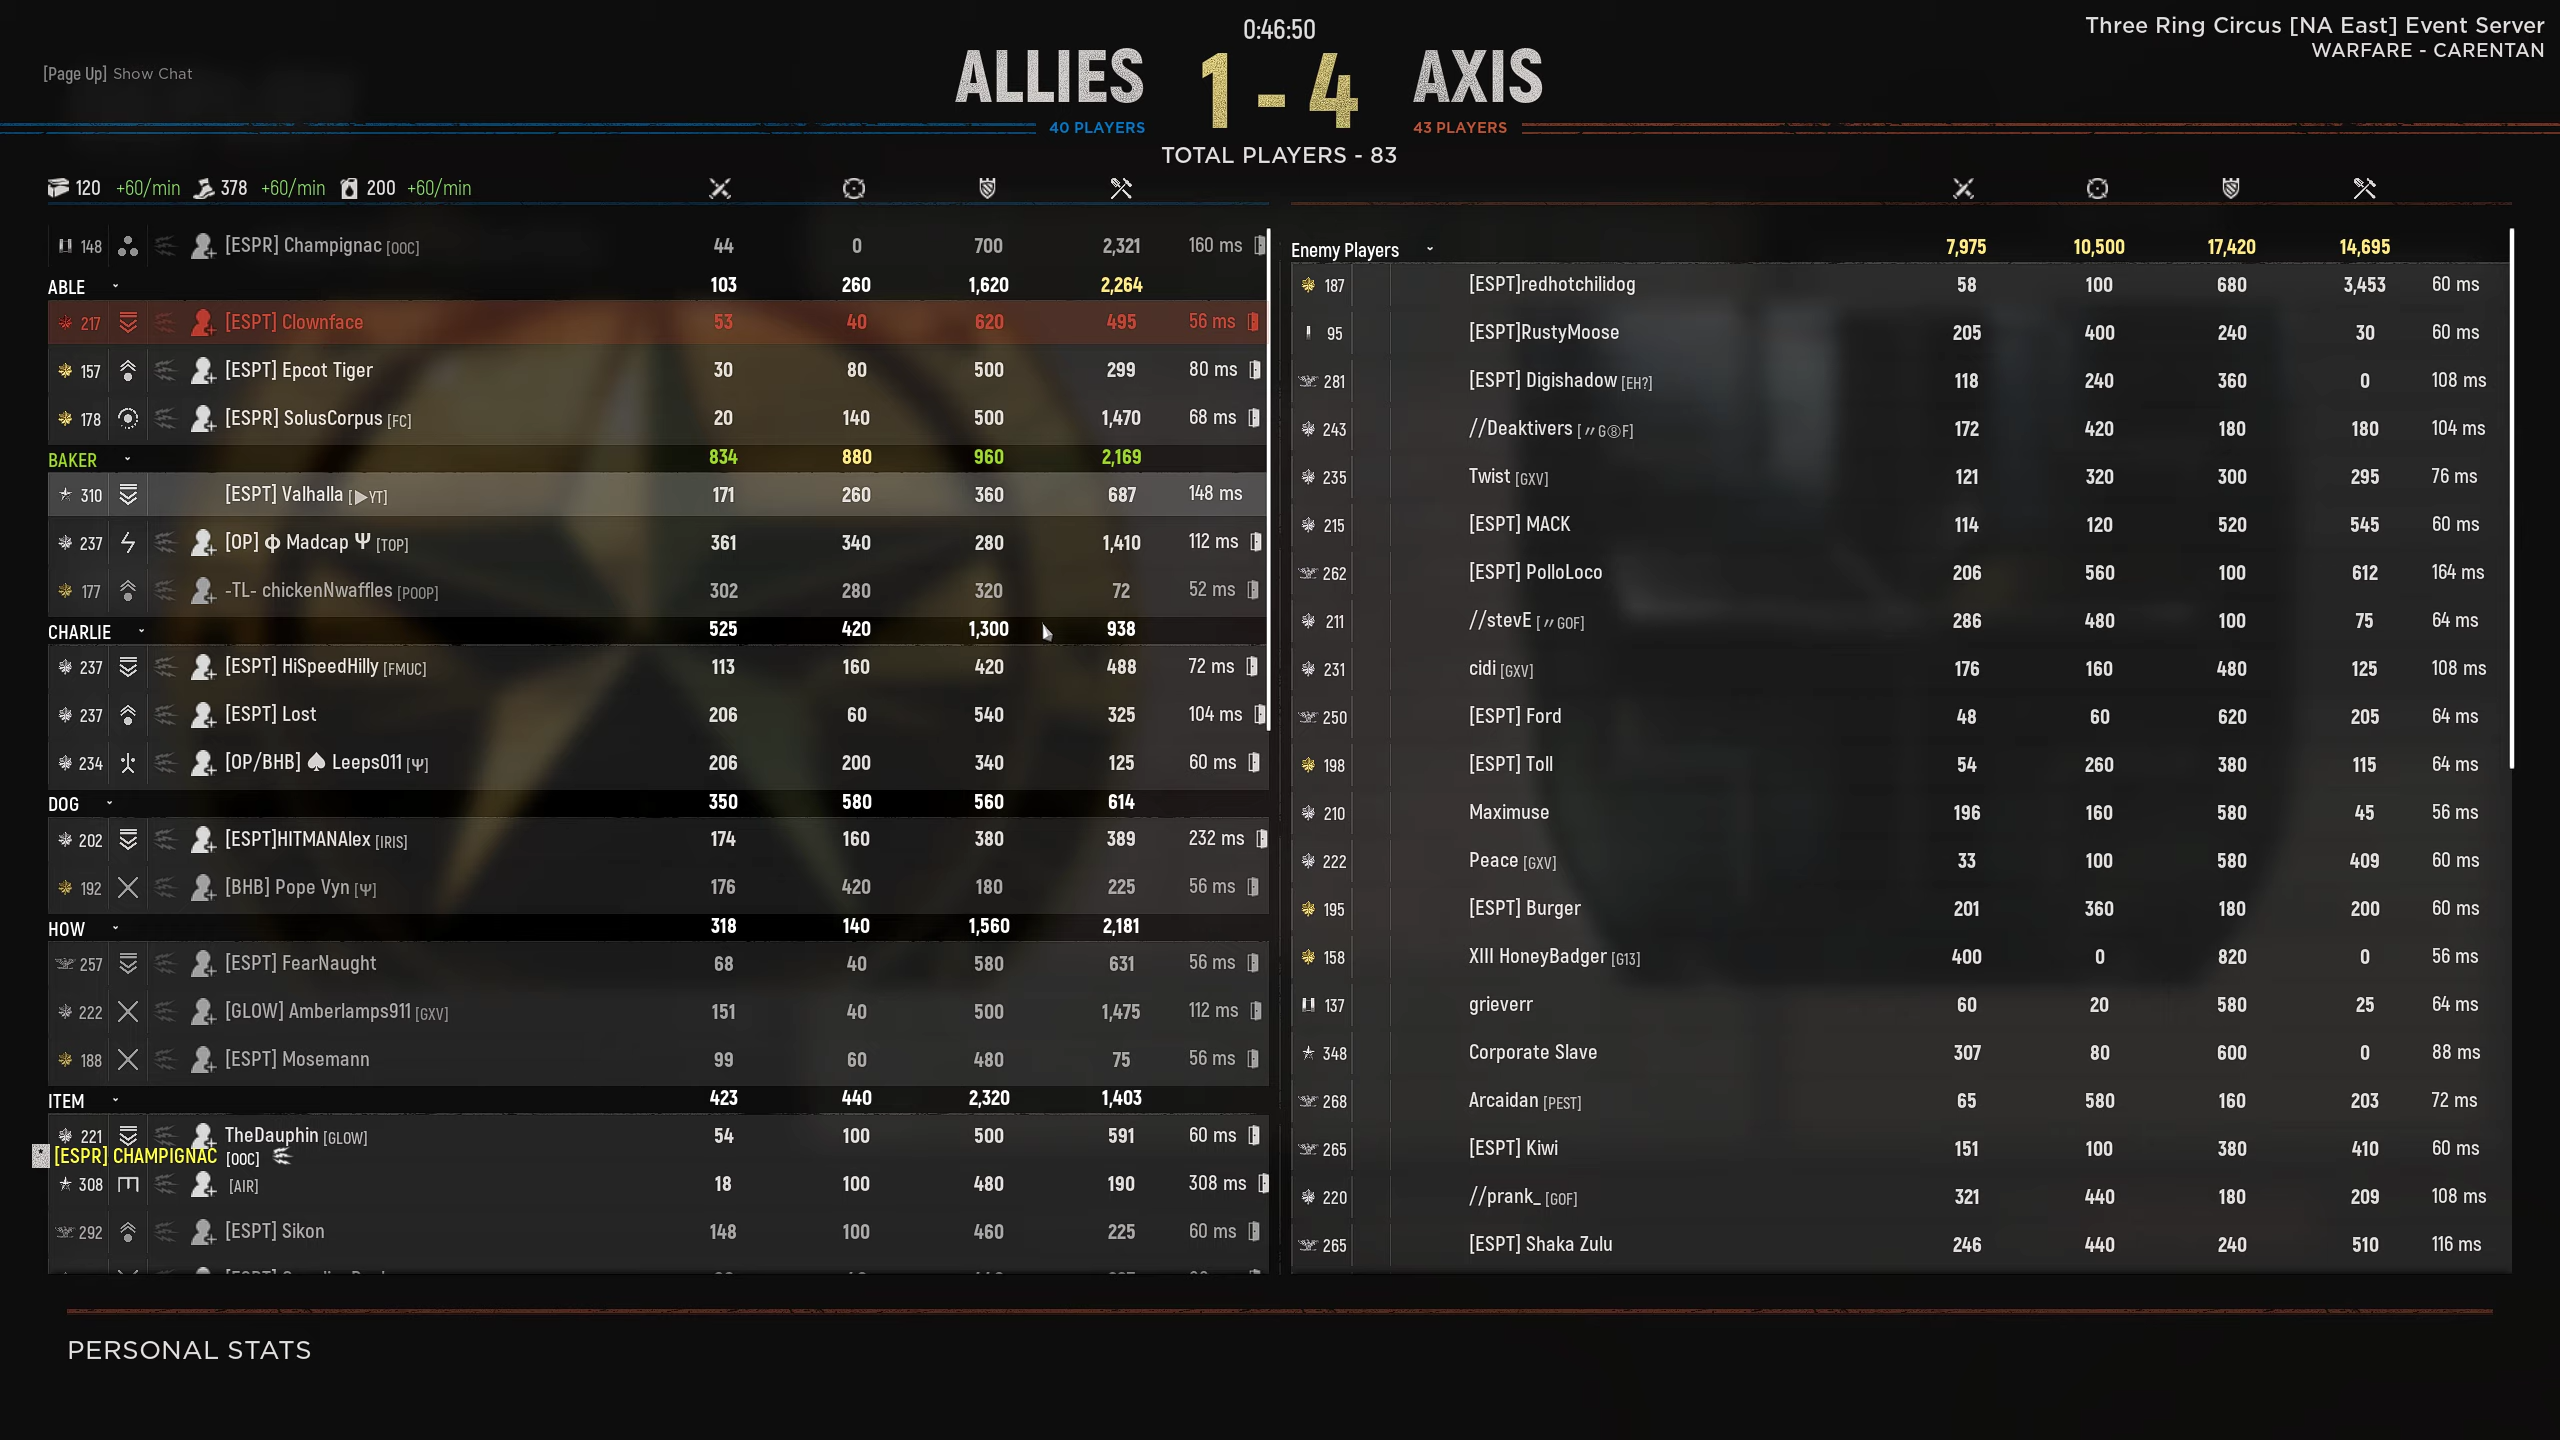 0:46:50
Three Ring Circus [NA East] Event Server
WARFARE - CARENTAN
[Page Up] Show Chat
ALLIES 1 - 4 AXIS
40 PLAYERS 43 PLAYERS
TOTAL PLAYERS - 83
120 +60/min 378 +60/min 200 +60/min
148 [ESPR] Champignac [OOC] 44 0 700 2,321 160 ms
ABLE 103 260 1,620 2,264
217 [ESPT] Clownface 53 40 620 495 56 ms
157 [ESPT] Epcot Tiger 30 80 500 299 80 ms
178 [ESPR] SolusCorpus [FC] 20 140 500 1,470 68 ms
BAKER 834 880 960 2,169
310 [ESPT] Valhalla [▶YT] 171 260 360 687 148 ms
237 [OP] Φ Madcap Ψ [TOP] 361 340 280 1,410 112 ms
177 -TL- chickenNwaffles [POOP] 302 280 320 72 52 ms
CHARLIE 525 420 1,300 938
237 [ESPT] HiSpeedHilly [FMUC] 113 160 420 488 72 ms
237 [ESPT] Lost 206 60 540 325 104 ms
234 [OP/BHB] ♠ Leeps011 [Ψ] 206 200 340 125 60 ms
DOG 350 580 560 614
202 [ESPT]HITMANAlex [IRIS] 174 160 380 389 232 ms
192 [BHB] Pope Vyn [Ψ] 176 420 180 225 56 ms
HOW 318 140 1,560 2,181
257 [ESPT] FearNaught 68 40 580 631 56 ms
222 [GLOW] Amberlamps911 [GXV] 151 40 500 1,475 112 ms
188 [ESPT] Mosemann 99 60 480 75 56 ms
ITEM 423 440 2,320 1,403
221 TheDauphin [GLOW] 54 100 500 591 60 ms
[ESPR] CHAMPIGNAC [OOC]
308 [AIR] 18 100 480 190 308 ms
292 [ESPT] Sikon 148 100 460 225 60 ms
Enemy Players 7,975 10,500 17,420 14,695
187 [ESPT]redhotchilidog 58 100 680 3,453 60 ms
95 [ESPT]RustyMoose 205 400 240 30 60 ms
281 [ESPT] Digishadow [EH?] 118 240 360 0 108 ms
243 //Deaktivers [〃G®F] 172 420 180 180 104 ms
235 Twist [GXV] 121 320 300 295 76 ms
215 [ESPT] MACK 114 120 520 545 60 ms
262 [ESPT] PolloLoco 206 560 100 612 164 ms
211 //stevE [〃GOF] 286 480 100 75 64 ms
231 cidi [GXV] 176 160 480 125 108 ms
250 [ESPT] Ford 48 60 620 205 64 ms
198 [ESPT] Toll 54 260 380 115 64 ms
210 Maximuse 196 160 580 45 56 ms
222 Peace [GXV] 33 100 580 409 60 ms
195 [ESPT] Burger 201 360 180 200 60 ms
158 XIII HoneyBadger [G13] 400 0 820 0 56 ms
137 grieverr 60 20 580 25 64 ms
348 Corporate Slave 307 80 600 0 88 ms
268 Arcaidan [PEST] 65 580 160 203 72 ms
265 [ESPT] Kiwi 151 100 380 410 60 ms
220 //prank_ [GOF] 321 440 180 209 108 ms
265 [ESPT] Shaka Zulu 246 440 240 510 116 ms
PERSONAL STATS